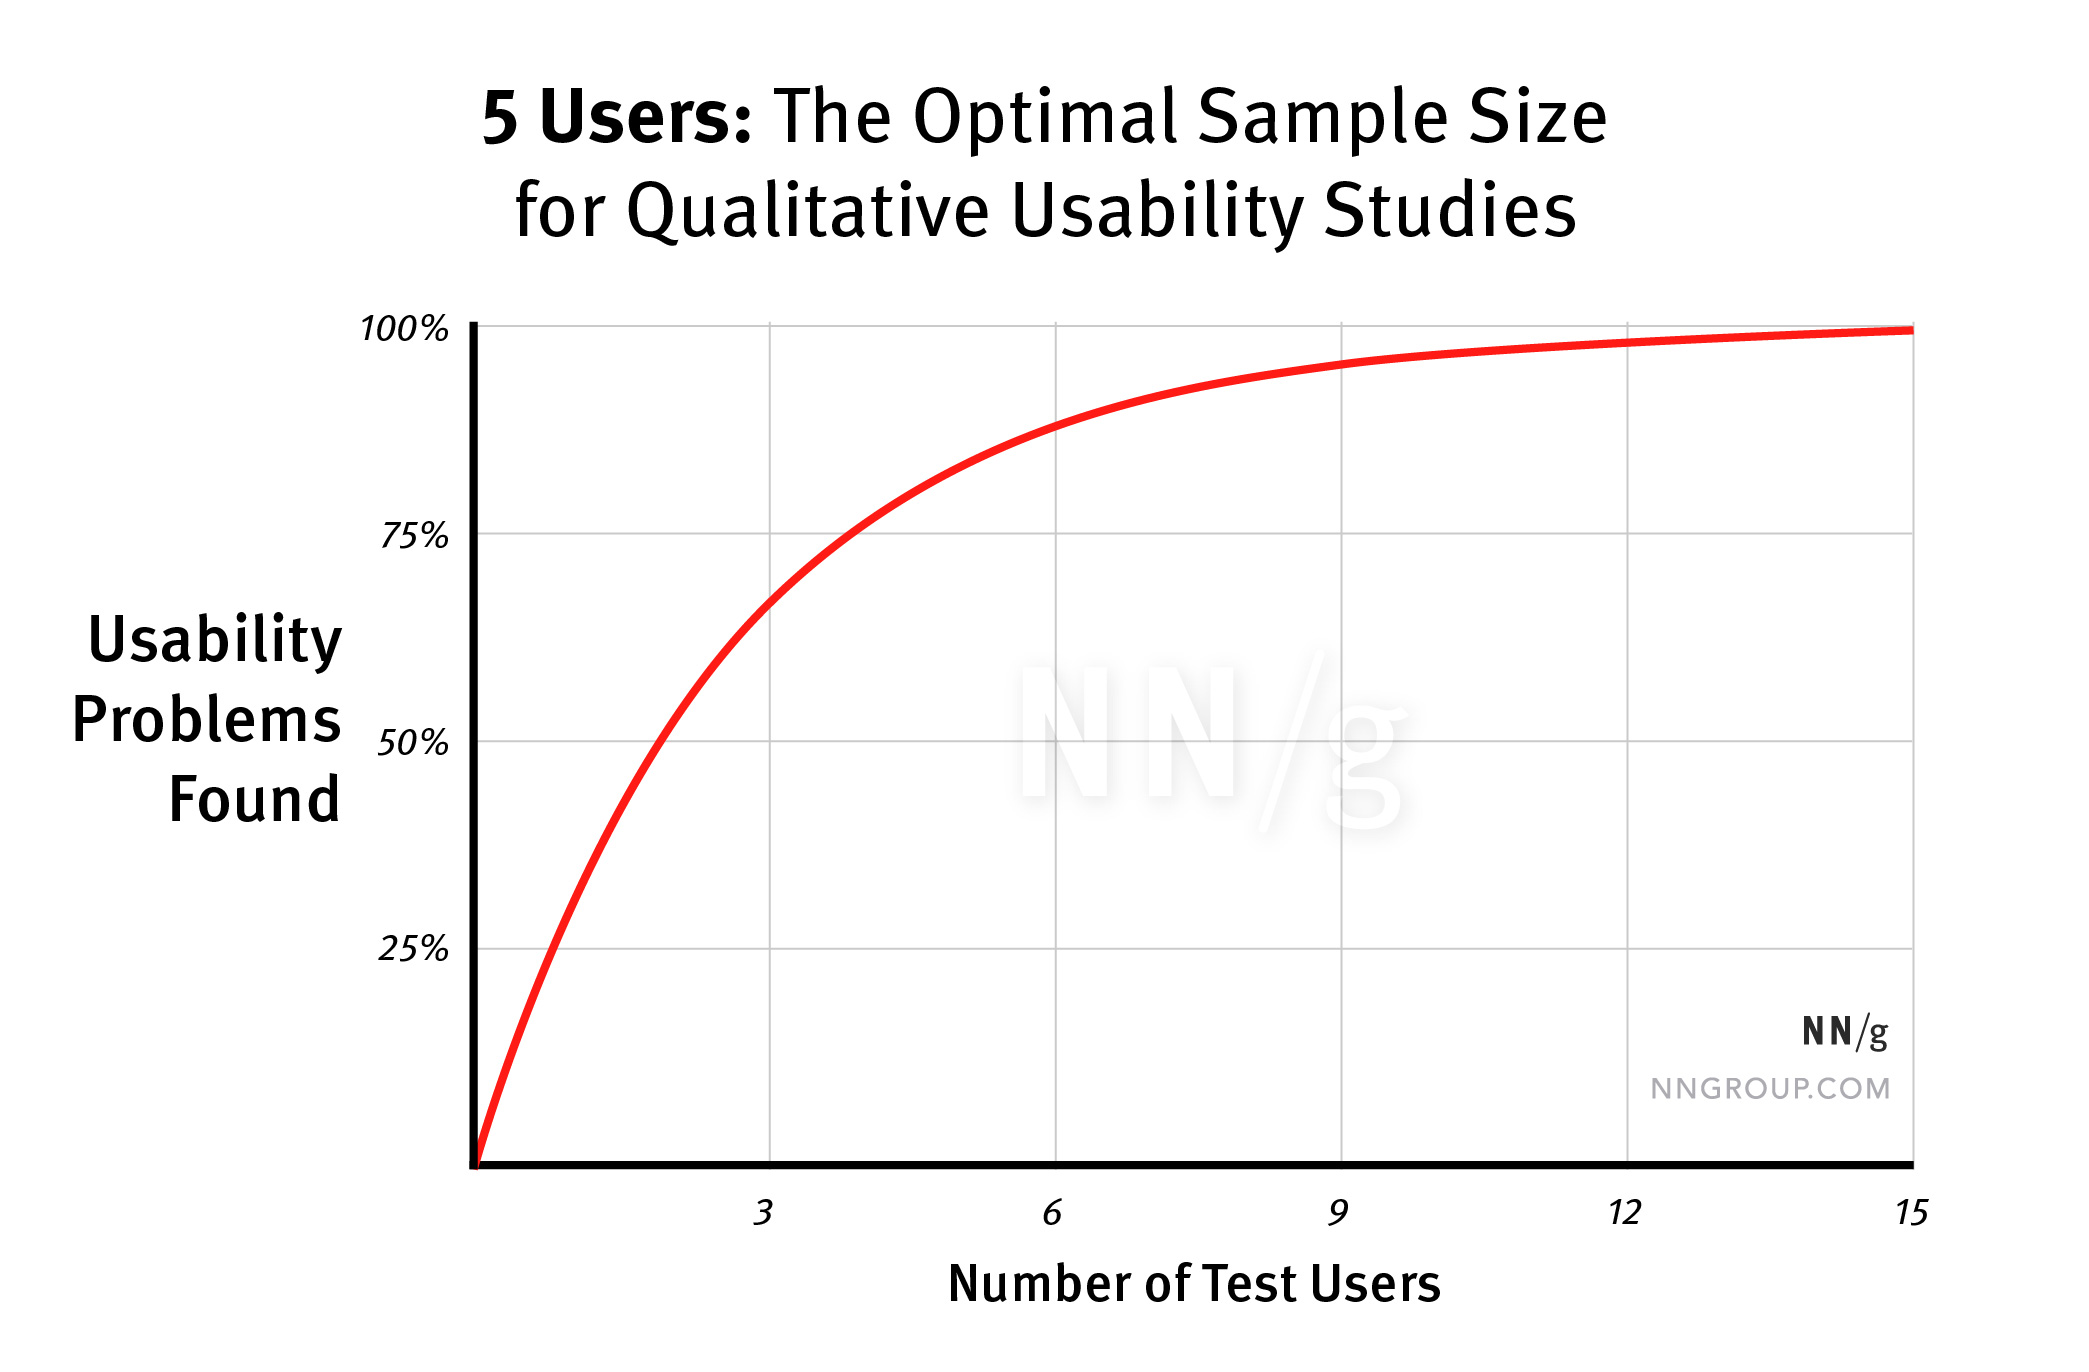 5 Users: The Optimal Sample Size
for Qualitative Usability Studies
100%
75%
50%
25%
Usability
Problems
Found
NN/g
NN/g
NNGROUP.COM
3
6
9
12
15
Number of Test Users